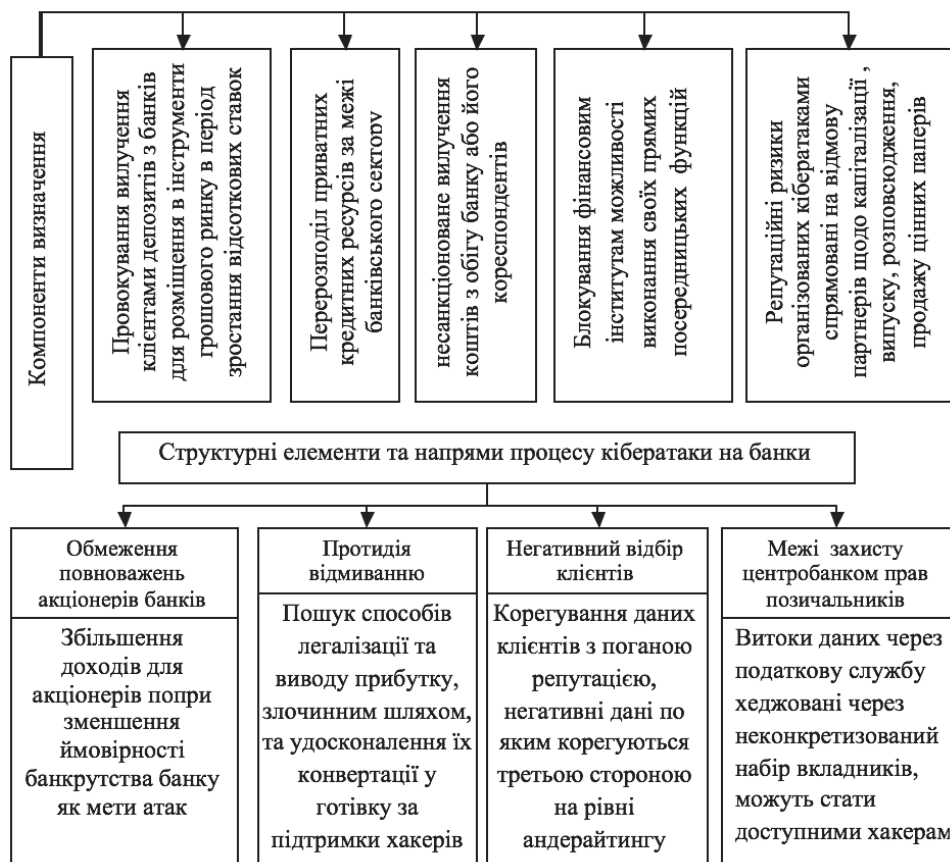 Компоненти визначення
Провокування вилучення
клієнтами депозитів з банків
для розміщення в інструменти
грошового ринку в період
зростання відсоткових ставок
Перерозподіл приватних
кредитних ресурсів за межі
банківського сектору
несанкціоноване вилучення
коштів з обігу банку або його
кореспондентів
Блокування фінансовим
інститутам можливості
виконання своїх прямих
посередницьких функцій
Репутаційні ризики
організованих кібератаками
спрямовані на відмову
партнерів щодо капіталізації ,
випуску, розповсюдження,
продажу цінних паперів
Структурні елементи та напрями процесу кібератаки на банки
Обмеження
повноважень
акціонерів банків
Збільшення
доходів для
акціонерів попри
зменшення
ймовірності
банкрутства банку
як мети атак
Протидія
відмиванню
Пошук способів
легалізації та
виводу прибутку,
злочинним шляхом,
та удосконалення їх
конвертації у
готівку за
підтримки хакерів
Негативний відбір
клієнтів
Корегування даних
клієнтів з поганою
репутацією,
негативні дані по
яким корегуються
третьою стороною
на рівні
андерайтингу
Межі захисту
центробанком прав
позичальників
Витоки даних через
податкову службу
хеджовані через
неконкретизований
набір вкладників,
можуть стати
доступними хакерам